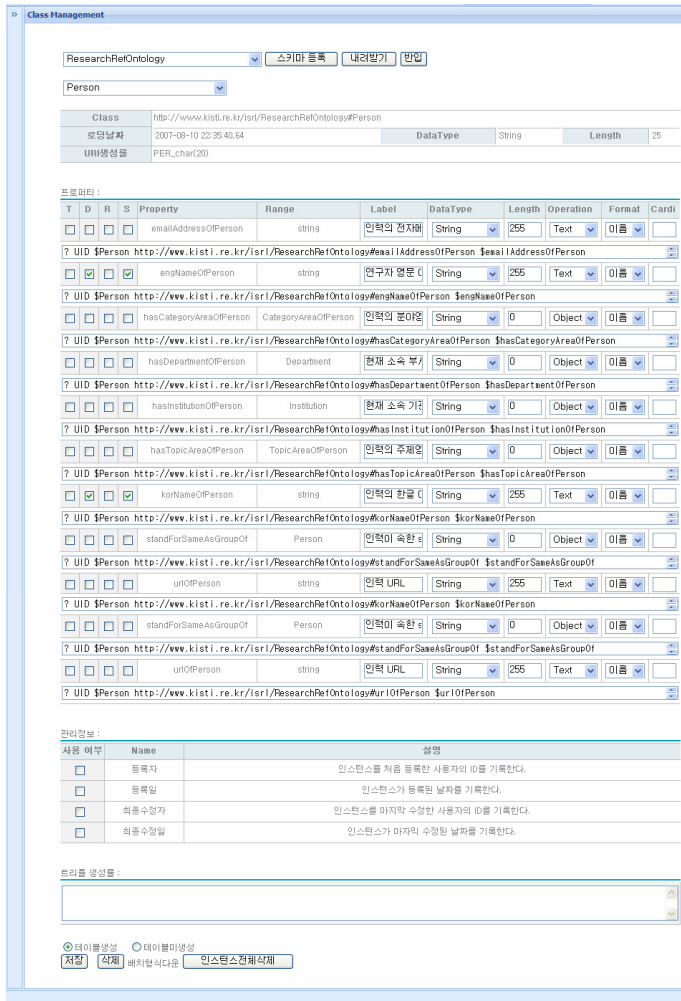 » Class Management
ResearchRefOntology 스키마 등록 내려받기 반입
Person
Class http://www.kisti.re.kr/isrl/ResearchRefOntology#Person
로딩날짜 2007-08-10 22:35:40.64 DataType String Length 25
URI생성룰 PER_char(20)
프로퍼티 :
T D R S Property Range Label DataType Length Operation Format Cardi
emailAddressOfPerson string 인력의 전자메 String 255 Text 이름
? UID $Person http://www.kisti.re.kr/isrl/ResearchRefOntology#emailAddressOfPerson $emailAddressOfPerson
engNameOfPerson string 연구자 영문 String 255 Text 이름
? UID $Person http://www.kisti.re.kr/isrl/ResearchRefOntology#engNameOfPerson $engNameOfPerson
hasCategoryAreaOfPerson CategoryAreaOfPerson 인력의 분야 String 0 Object 이름
? UID $Person http://www.kisti.re.kr/isrl/ResearchRefOntology#hasCategoryAreaOfPerson $hasCategoryAreaOfPerson
hasDepartmentOfPerson Department 현재 소속 String 0 Object 이름
? UID $Person http://www.kisti.re.kr/isrl/ResearchRefOntology#hasDepartmentOfPerson $hasDepartmentOfPerson
hasInstitutionOfPerson Institution 현재 소속 String 0 Object 이름
? UID $Person http://www.kisti.re.kr/isrl/ResearchRefOntology#hasInstitutionOfPerson $hasInstitutionOfPerson
hasTopicAreaOfPerson TopicAreaOfPerson 인력의 주제 String 0 Object 이름
? UID $Person http://www.kisti.re.kr/isrl/ResearchRefOntology#hasTopicAreaOfPerson $hasTopicAreaOfPerson
korNameOfPerson string 인력의 한글 String 255 Text 이름
? UID $Person http://www.kisti.re.kr/isrl/ResearchRefOntology#korNameOfPerson $korNameOfPerson
standForSameAsGroupOf Person 인력이 속한 String 0 Object 이름
? UID $Person http://www.kisti.re.kr/isrl/ResearchRefOntology#standForSameAsGroupOf $standForSameAsGroupOf
urlOfPerson string 인력 URL String 255 Text 이름
? UID $Person http://www.kisti.re.kr/isrl/ResearchRefOntology#korNameOfPerson $korNameOfPerson
standForSameAsGroupOf Person 인력이 속한 String 0 Object 이름
? UID $Person http://www.kisti.re.kr/isrl/ResearchRefOntology#standForSameAsGroupOf $standForSameAsGroupOf
urlOfPerson string 인력 URL String 255 Text 이름
? UID $Person http://www.kisti.re.kr/isrl/ResearchRefOntology#urlOfPerson $urlOfPerson
관리정보 :
사용 여부 Name 설명
등록자 인스턴스를 처음 등록한 사용자의 ID를 기록한다.
등록일 인스턴스가 등록된 날짜를 기록한다.
최종수정자 인스턴스를 마지막 수정한 사용자의 ID를 기록한다.
최종수정일 인스턴스가 마자믹 수정된 날짜를 기록한다.
트리플 생성룰 :
테이블생성 테이블미생성
저장 삭제 배치형식다운 인스턴스전체삭제